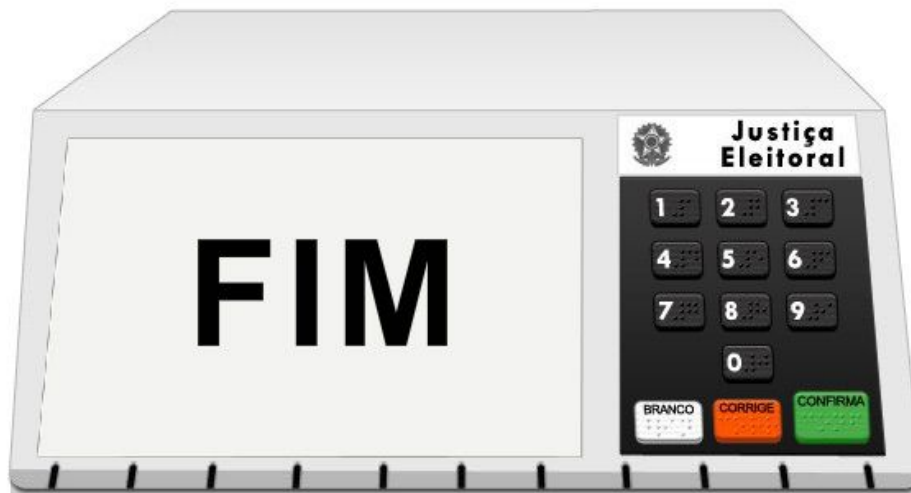 Justiça
Eleitoral
FIM
1 2 3
4 5 6
7 8 9
0
BRANCO CORRIGE CONFIRMA